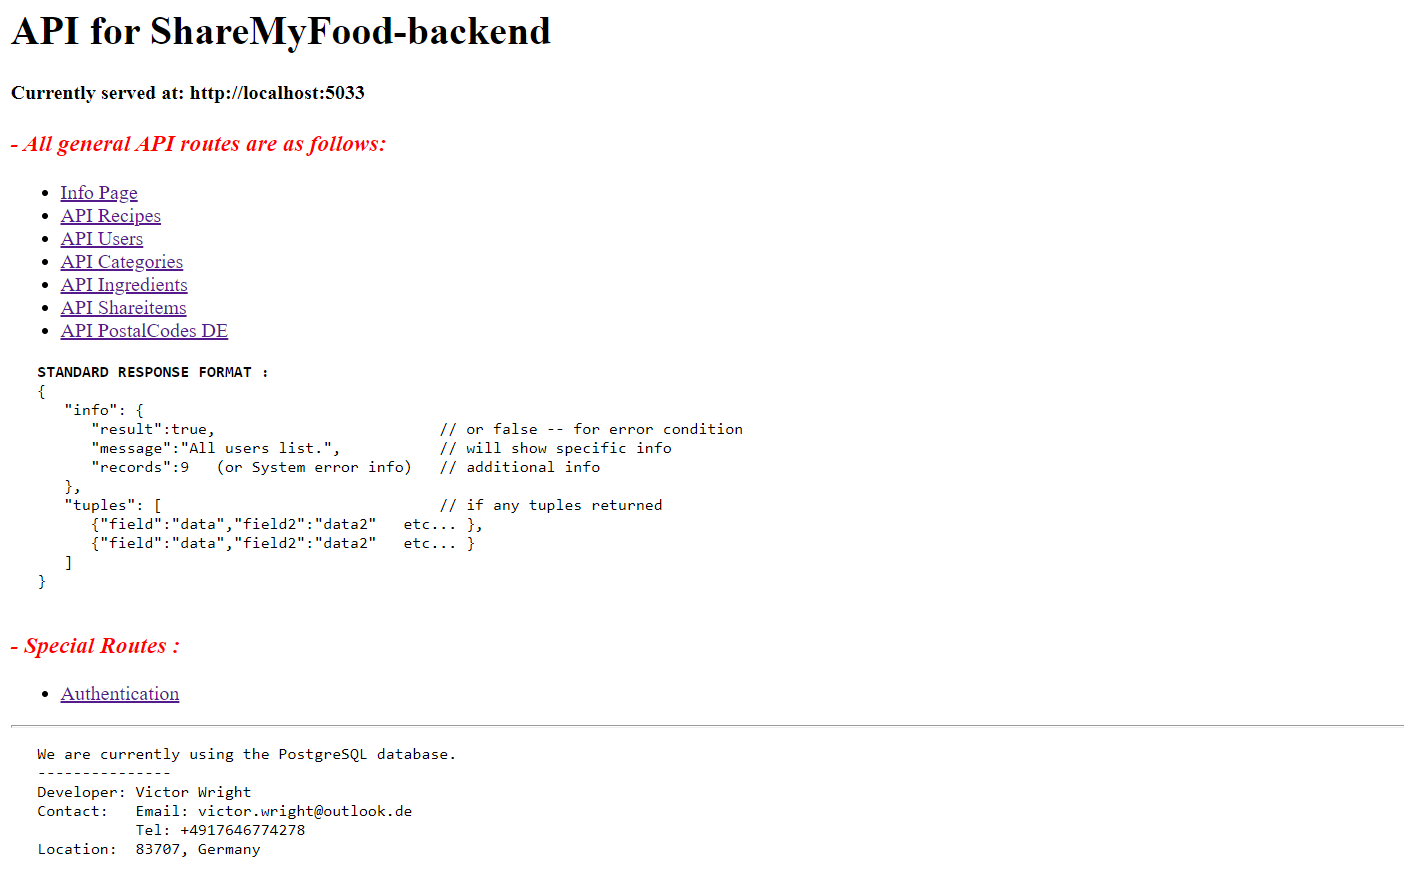 API for ShareMyFood-backend
Currently served at: http://localhost:5033
- All general API routes are as follows:
• Info Page
• API Recipes
• API Users
• API Categories
• API Ingredients
• API Shareitems
• API PostalCodes DE
STANDARD RESPONSE FORMAT :
{
   "info": {
      "result":true,                         // or false -- for error condition
      "message":"All users list.",           // will show specific info
      "records":9   (or System error info)   // additional info
   },
   "tuples": [                               // if any tuples returned
      {"field":"data","field2":"data2"   etc... },
      {"field":"data","field2":"data2"   etc... }
   ]
}
- Special Routes :
• Authentication
We are currently using the PostgreSQL database.
---------------
Developer: Victor Wright
Contact:   Email: victor.wright@outlook.de
           Tel: +4917646774278
Location:  83707, Germany